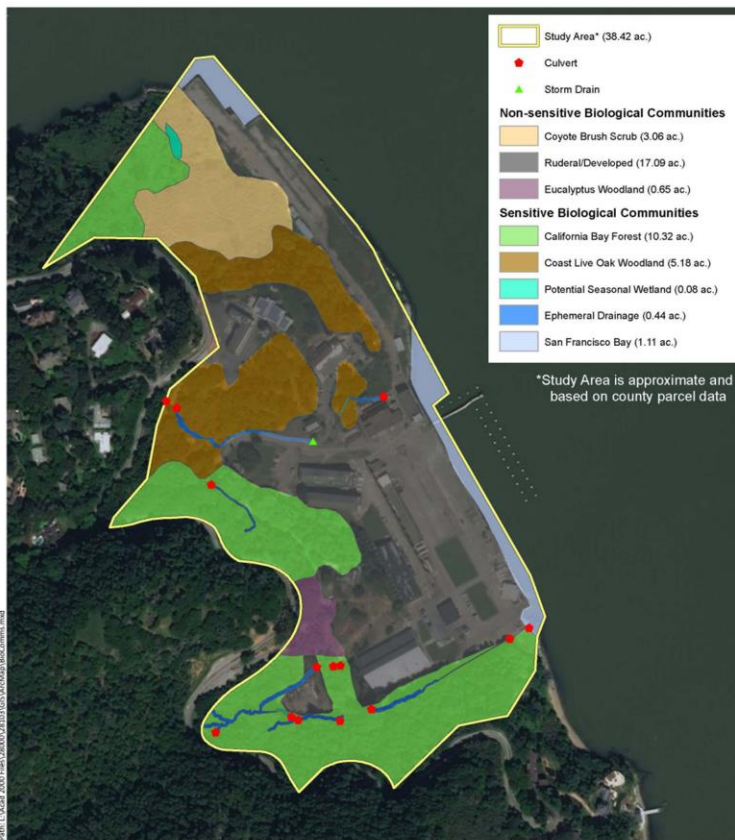 Study Area* (38.42 ac.)
Culvert
Storm Drain
Non-sensitive Biological Communities
Coyote Brush Scrub (3.06 ac.)
Ruderal/Developed (17.09 ac.)
Eucalyptus Woodland (0.65 ac.)
Sensitive Biological Communities
California Bay Forest (10.32 ac.)
Coast Live Oak Woodland (5.18 ac.)
Potential Seasonal Wetland (0.08 ac.)
Ephemeral Drainage (0.44 ac.)
San Francisco Bay (1.11 ac.)
*Study Area is approximate and
based on county parcel data